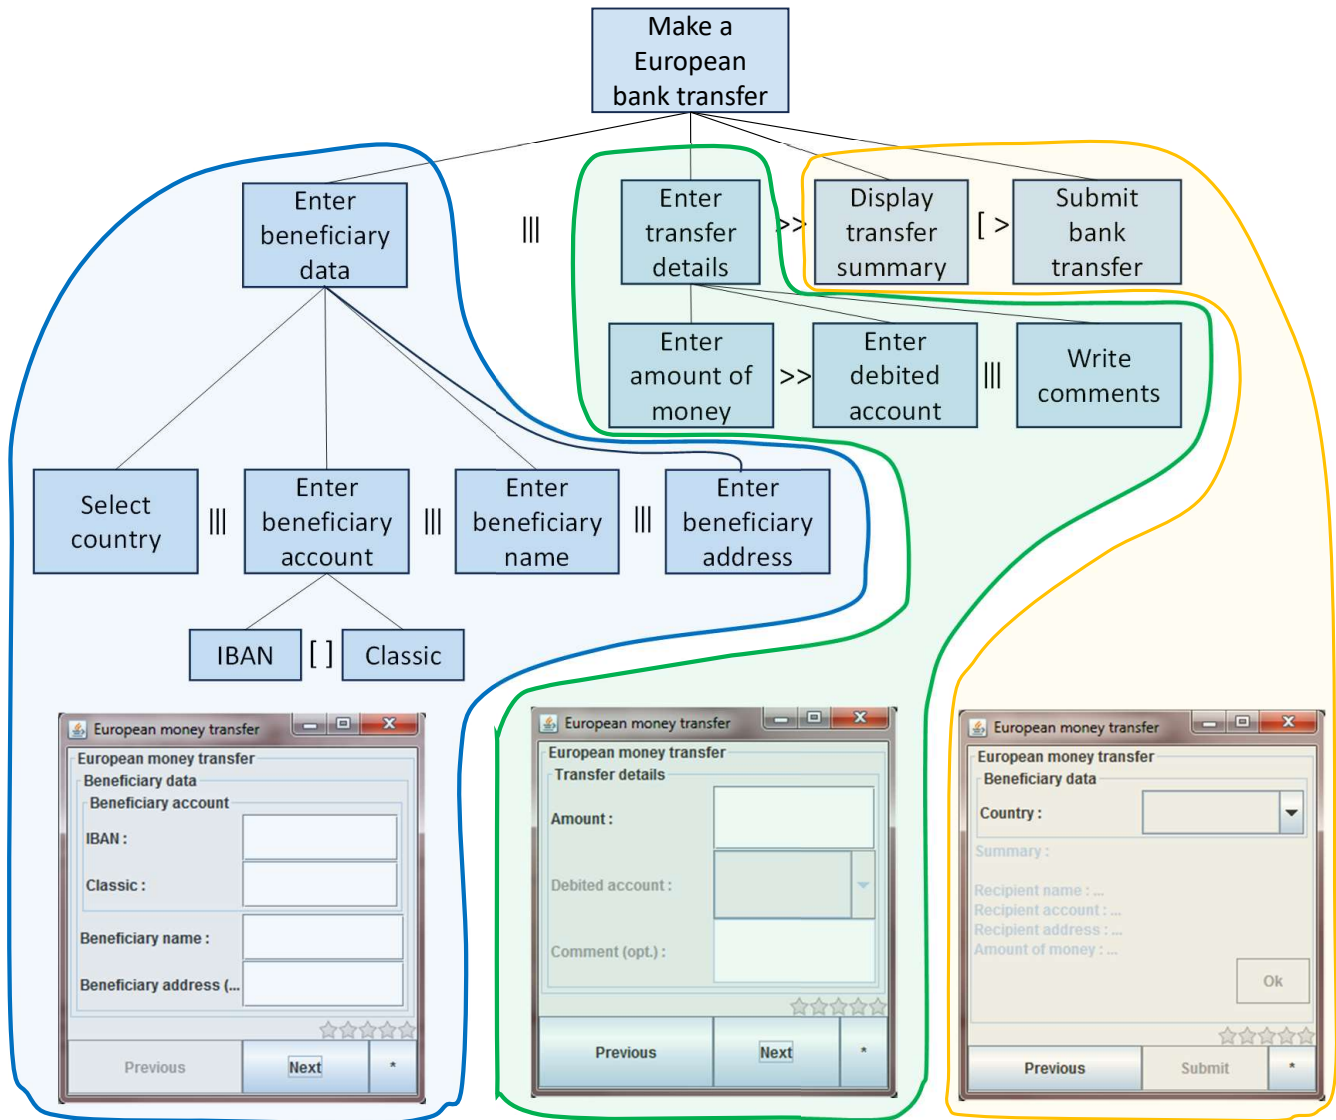 Make a
European
bank transfer
Enter
beneficiary
data
|||
Enter
transfer
details
>>
Display
transfer
summary
[ >
Submit
bank
transfer
Enter
amount of
money
>>
Enter
debited
account
|||
Write
comments
Select
country
|||
Enter
beneficiary
account
|||
Enter
beneficiary
name
|||
Enter
beneficiary
address
IBAN
[ ]
Classic
European money transfer
European money transfer
Beneficiary data
Beneficiary account
IBAN :
Classic :
Beneficiary name :
Beneficiary address (...
Previous
Next
*
European money transfer
European money transfer
Transfer details
Amount :
Debited account :
Comment (opt.) :
Previous
Next
*
European money transfer
European money transfer
Beneficiary data
Country :
Summary :
Recipient name : ...
Recipient account : ...
Recipient address : ...
Amount of money : ...
Ok
Previous
Submit
*